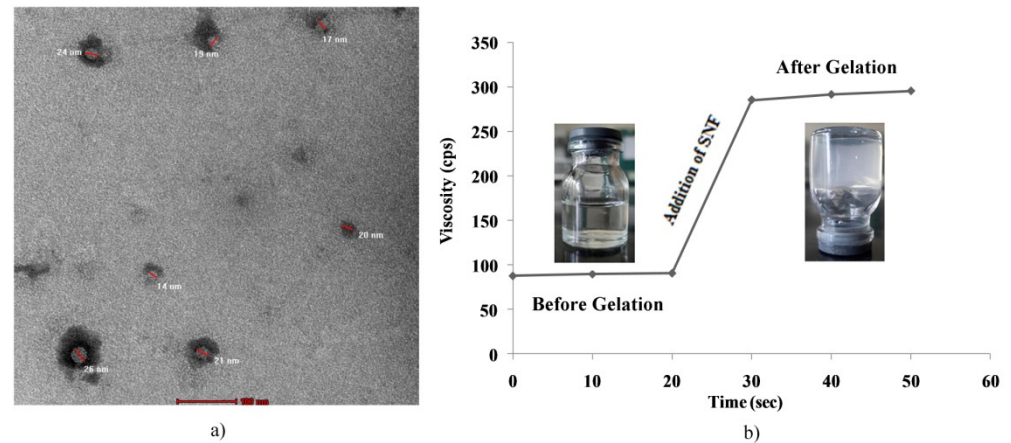 24 nm
19 nm
17 nm
20 nm
14 nm
26 nm
21 nm
100 nm
a)
Viscosity (cps)
350
300
250
200
150
100
50
0
After Gelation
Addition of SNF
Before Gelation
0 10 20 30 40 50 60
Time (sec)
b)